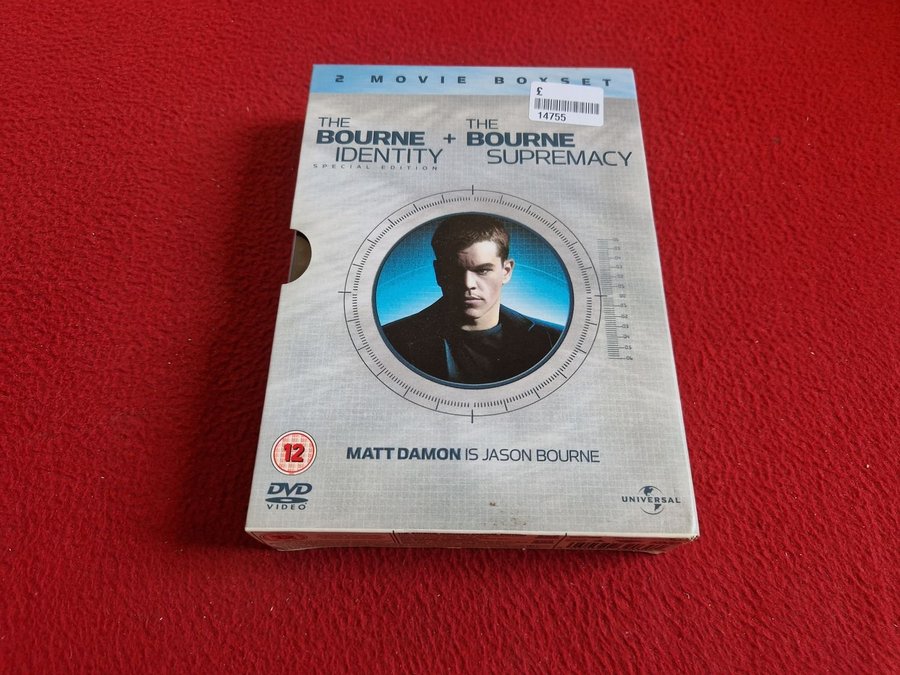 2 MOVIE BOXSET
£
14755
THE
BOURNE
IDENTITY
SPECIAL EDITION
+
THE
BOURNE
SUPREMACY
12
MATT DAMON IS JASON BOURNE
DVD
VIDEO
UNIVERSAL
12